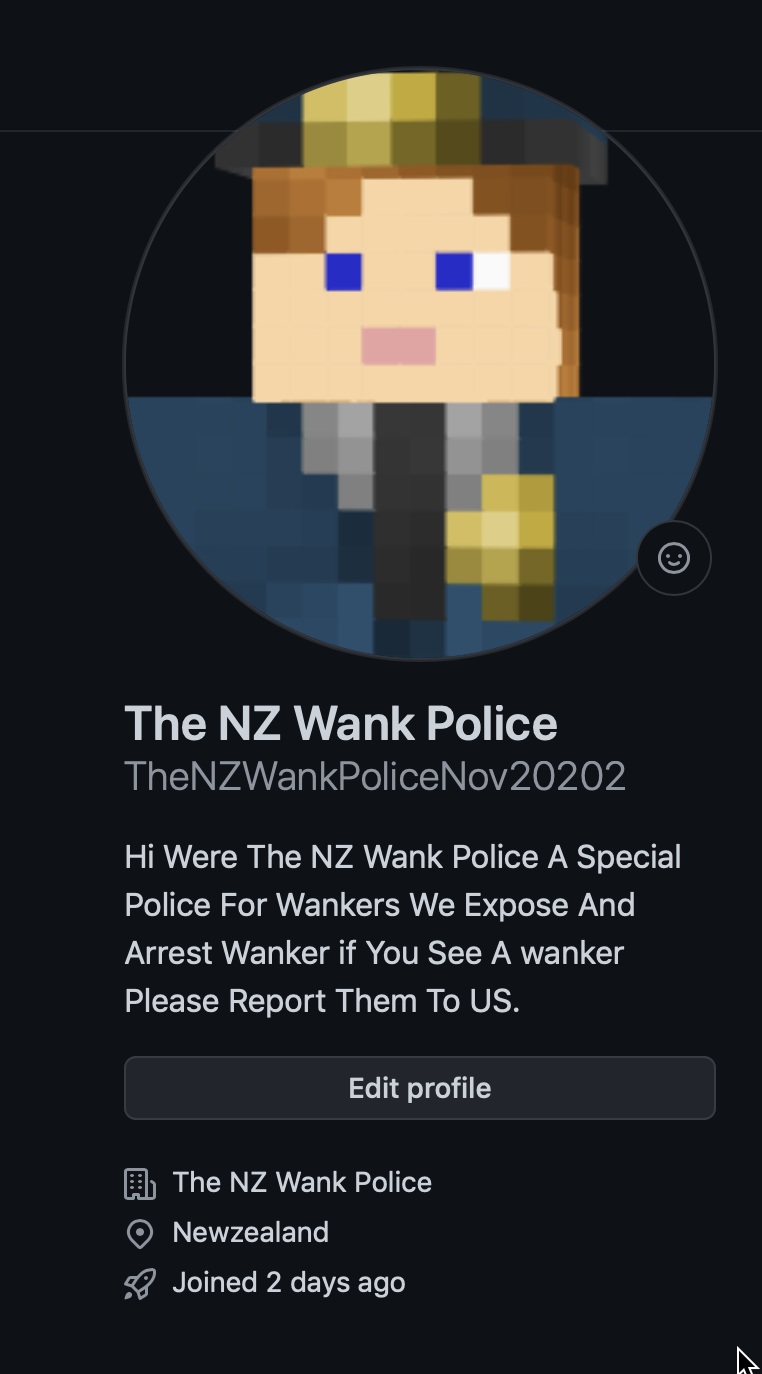 The NZ Wank Police
TheNZWankPoliceNov20202
Hi Were The NZ Wank Police A Special
Police For Wankers We Expose And
Arrest Wanker if You See A wanker
Please Report Them To US.
Edit profile
The NZ Wank Police
Newzealand
Joined 2 days ago